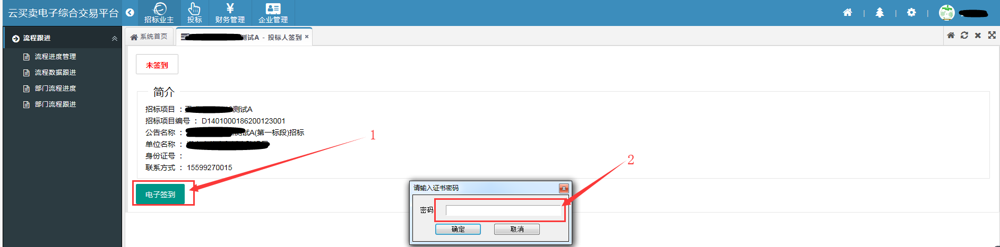 云买卖电子综合交易平台
招标业主
投标
¥
财务管理
企业管理
流程跟进
流程进度管理
流程数据跟进
部门流程进度
部门流程跟进
系统首页
测试A - 投标人签到
未签到
简介
招标项目 ： 测试A
招标项目编号 ： D1401000186200123001
公告名称 ： 测试A(第一标段)招标
单位名称 ：
身份证号 ：
联系方式 ： 15599270015
电子签到
1
2
请输入证书密码
密码
确定
取消